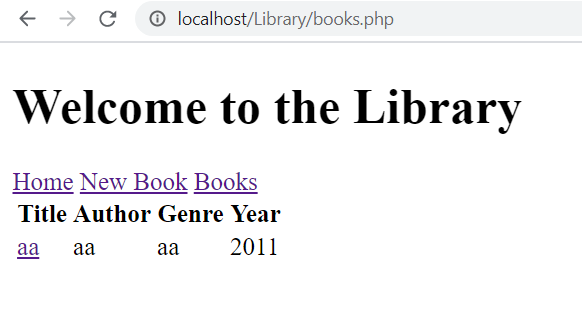 localhost/Library/books.php
Welcome to the Library
Home New Book Books
Title Author Genre Year
aa aa aa 2011